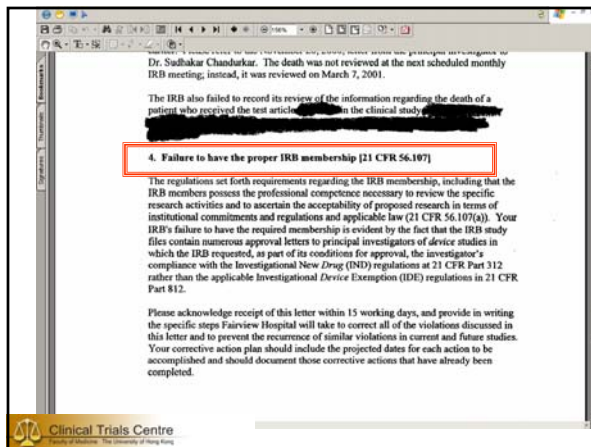 Dr. Sudhakar Chandurkar. The death was not reviewed at the next scheduled monthly
IRB meeting; instead, it was reviewed on March 7, 2001.
The IRB also failed to record its review of the information regarding the death of a
patient who received the test article in the clinical study
4. Failure to have the proper IRB membership [21 CFR 56.107]
The regulations set forth requirements regarding the IRB membership, including that the
IRB members possess the professional competence necessary to review the specific
research activities and to ascertain the acceptability of proposed research in terms of
institutional commitments and regulations and applicable law (21 CFR 56.107(a)). Your
IRB's failure to have the required membership is evident by the fact that the IRB study
files contain numerous approval letters to principal investigators of device studies in
which the IRB requested, as part of its conditions for approval, the investigator's
compliance with the Investigational New Drug (IND) regulations at 21 CFR Part 312
rather than the applicable Investigational Device Exemption (IDE) regulations in 21 CFR
Part 812.
Please acknowledge receipt of this letter within 15 working days, and provide in writing
the specific steps Fairview Hospital will take to correct all of the violations discussed in
this letter and to prevent the recurrence of similar violations in current and future studies.
Your corrective action plan should include the projected dates for each action to be
accomplished and should document those corrective actions that have already been
completed.
Bookmarks
Thumbnails
Signatures
Clinical Trials Centre
Faculty of Medicine The University of Hong Kong